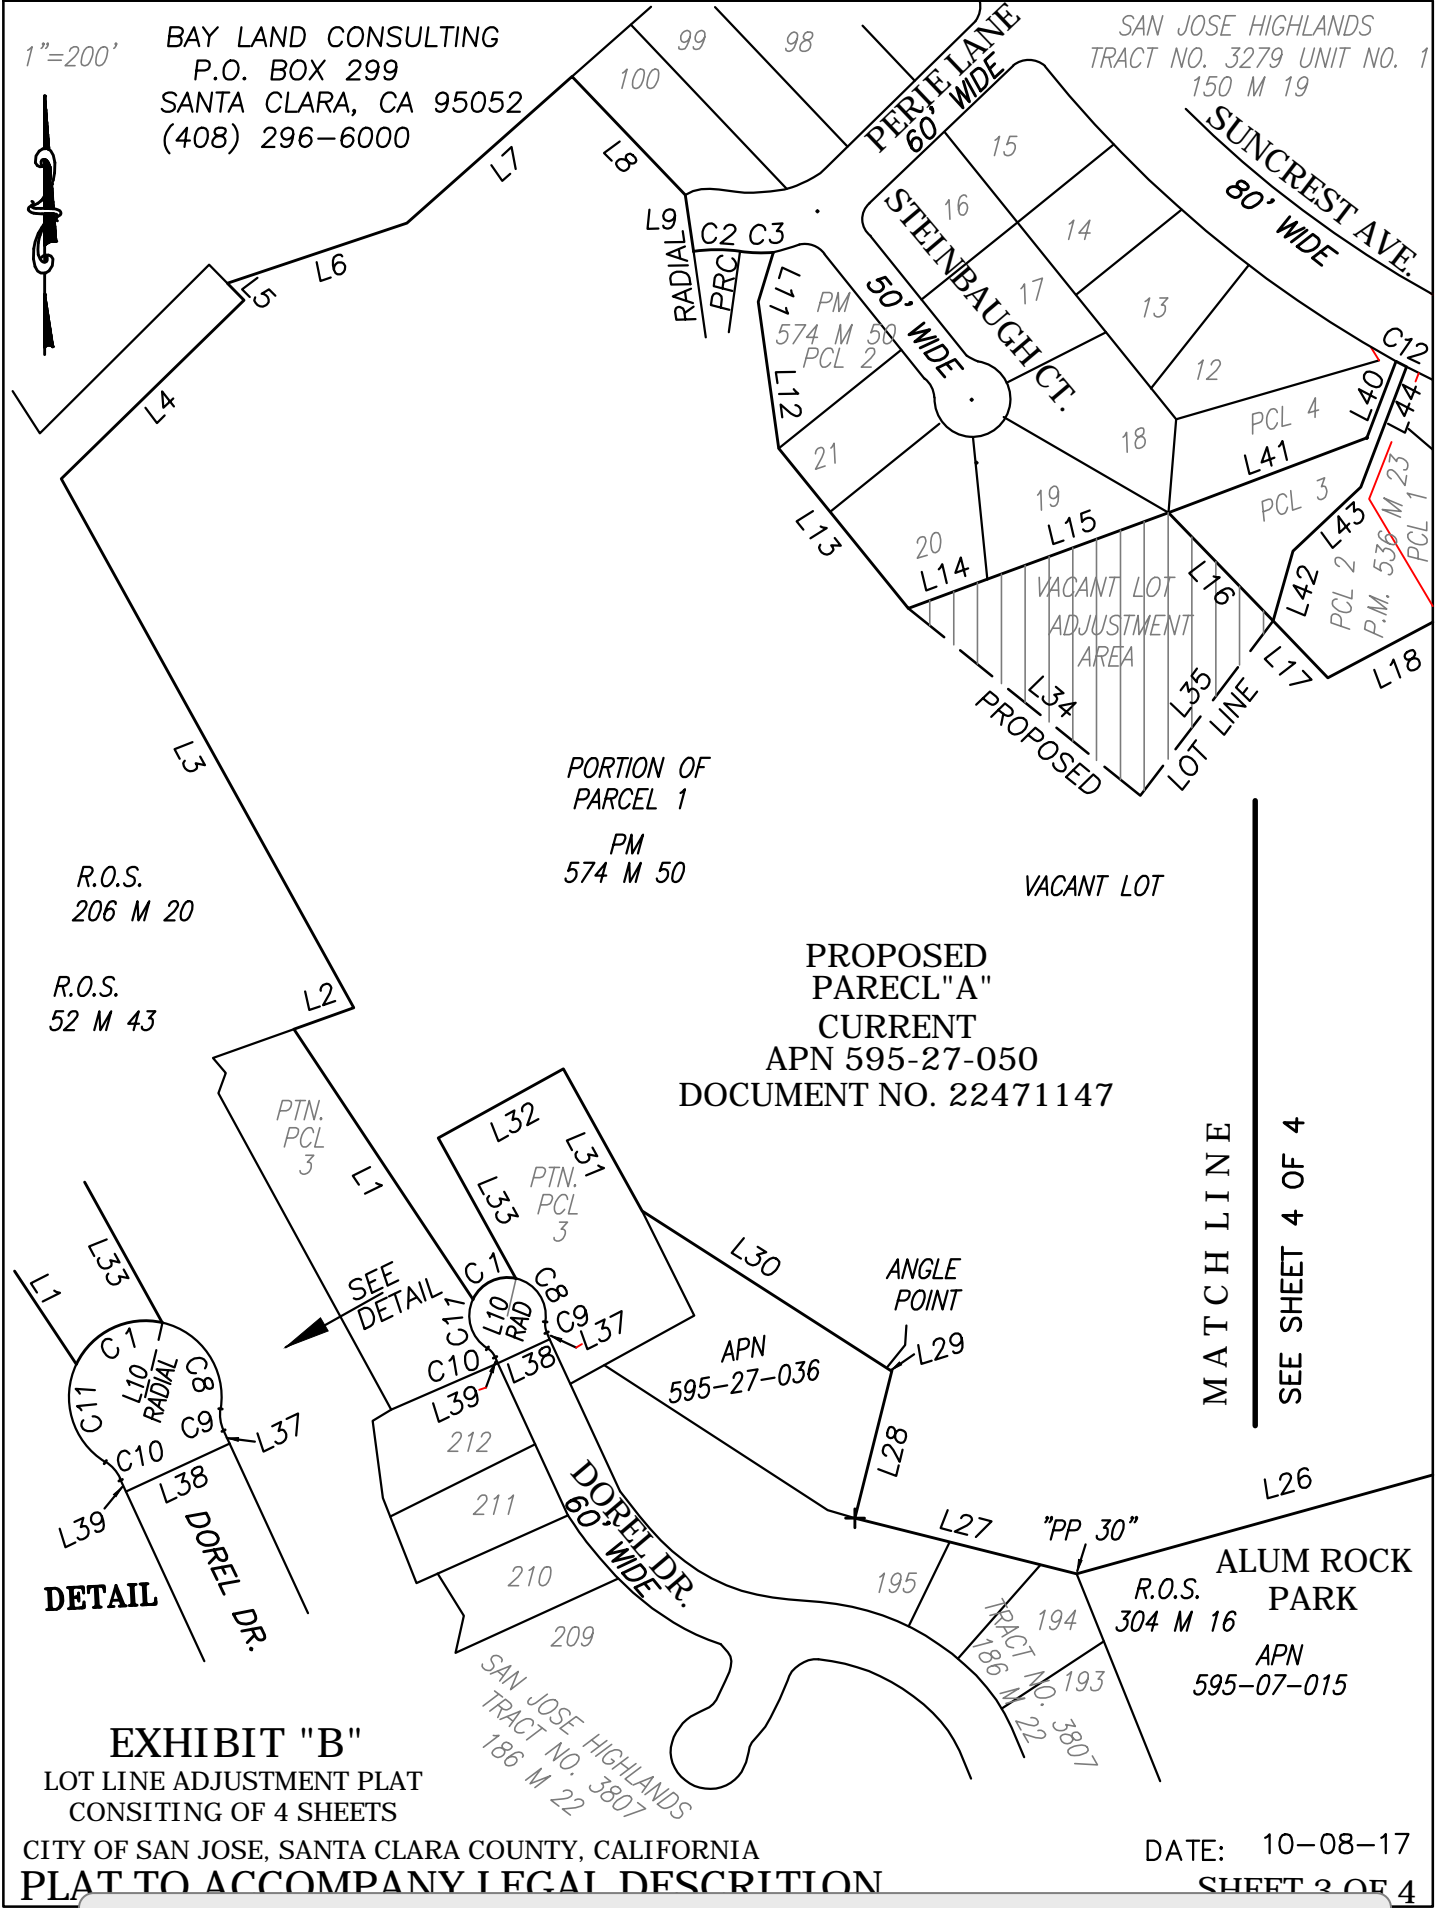 1"=200'
BAY LAND CONSULTING
P.O. BOX 299
SANTA CLARA, CA 95052
(408) 296-6000
SAN JOSE HIGHLANDS
TRACT NO. 3279 UNIT NO. 1
150 M 19
99
98
100
PERIE LANE
60' WIDE
SUNCREST AVE.
80' WIDE
15
16
14
17
13
12
STEINBAUGH CT.
50' WIDE
L7
L8
L9
RADIAL
C2
C3
PRC
L11
L6
L5
L4
PM
574 M 50
PCL 2
L12
C12
L40
L44
PCL 4
L41
18
21
19
20
L13
L14
L15
PCL 3
L43
L42
PCL 2
P.M. 536 M 23
PCL 1
L16
L17
L18
VACANT LOT
ADJUSTMENT
AREA
L34
L35
PROPOSED
LOT LINE
L3
PORTION OF
PARCEL 1
PM
574 M 50
R.O.S.
206 M 20
R.O.S.
52 M 43
L2
VACANT LOT
PROPOSED
PARECL"A"
CURRENT
APN 595-27-050
DOCUMENT NO. 22471147
MATCH LINE
SEE SHEET 4 OF 4
PTN.
PCL
3
L1
L32
L31
L33
PTN.
PCL
3
L30
ANGLE
POINT
L29
SEE
DETAIL
C1
C8
C9
L37
C11
L10
RAD
C10
L38
L39
APN
595-27-036
L28
L33
L1
C1
L10
RADIAL
C8
C11
C9
C10
L37
L38
L39
DOREL DR.
DETAIL
212
211
210
209
DOREL DR.
60' WIDE
L27
"PP 30"
L26
ALUM ROCK
PARK
R.O.S.
304 M 16
APN
595-07-015
195
194
193
TRACT NO. 3807
186 M 22
SAN JOSE HIGHLANDS
TRACT NO. 3807
186 M 22
EXHIBIT "B"
LOT LINE ADJUSTMENT PLAT
CONSITING OF 4 SHEETS
CITY OF SAN JOSE, SANTA CLARA COUNTY, CALIFORNIA
DATE: 10-08-17
PLAT TO ACCOMPANY LEGAL DESCRITION
SHEET 3 OF 4